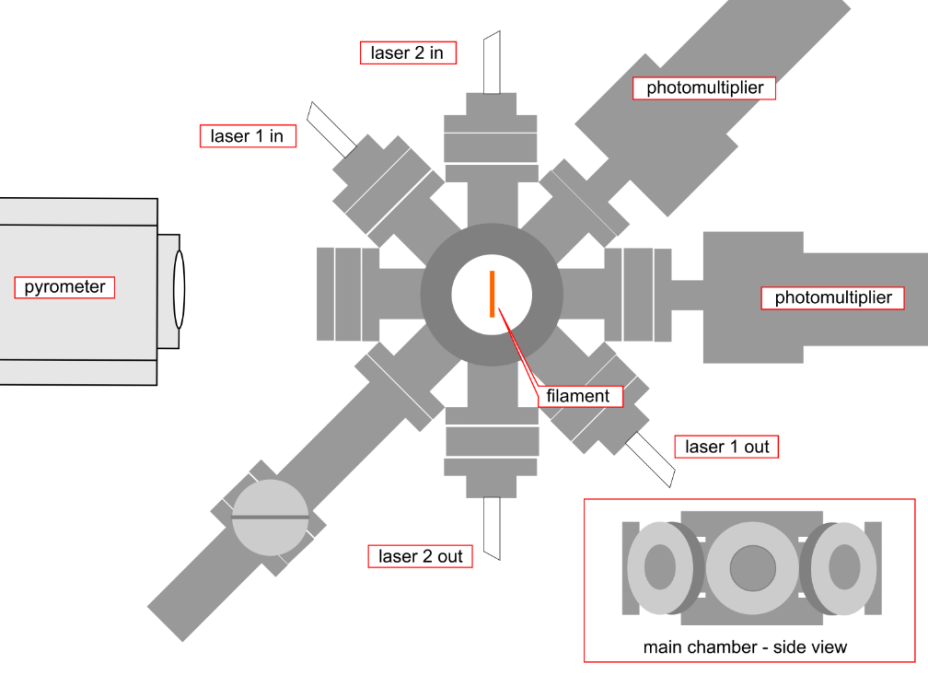 laser 2 in
photomultiplier
laser 1 in
pyrometer
photomultiplier
filament
laser 1 out
laser 2 out
main chamber - side view